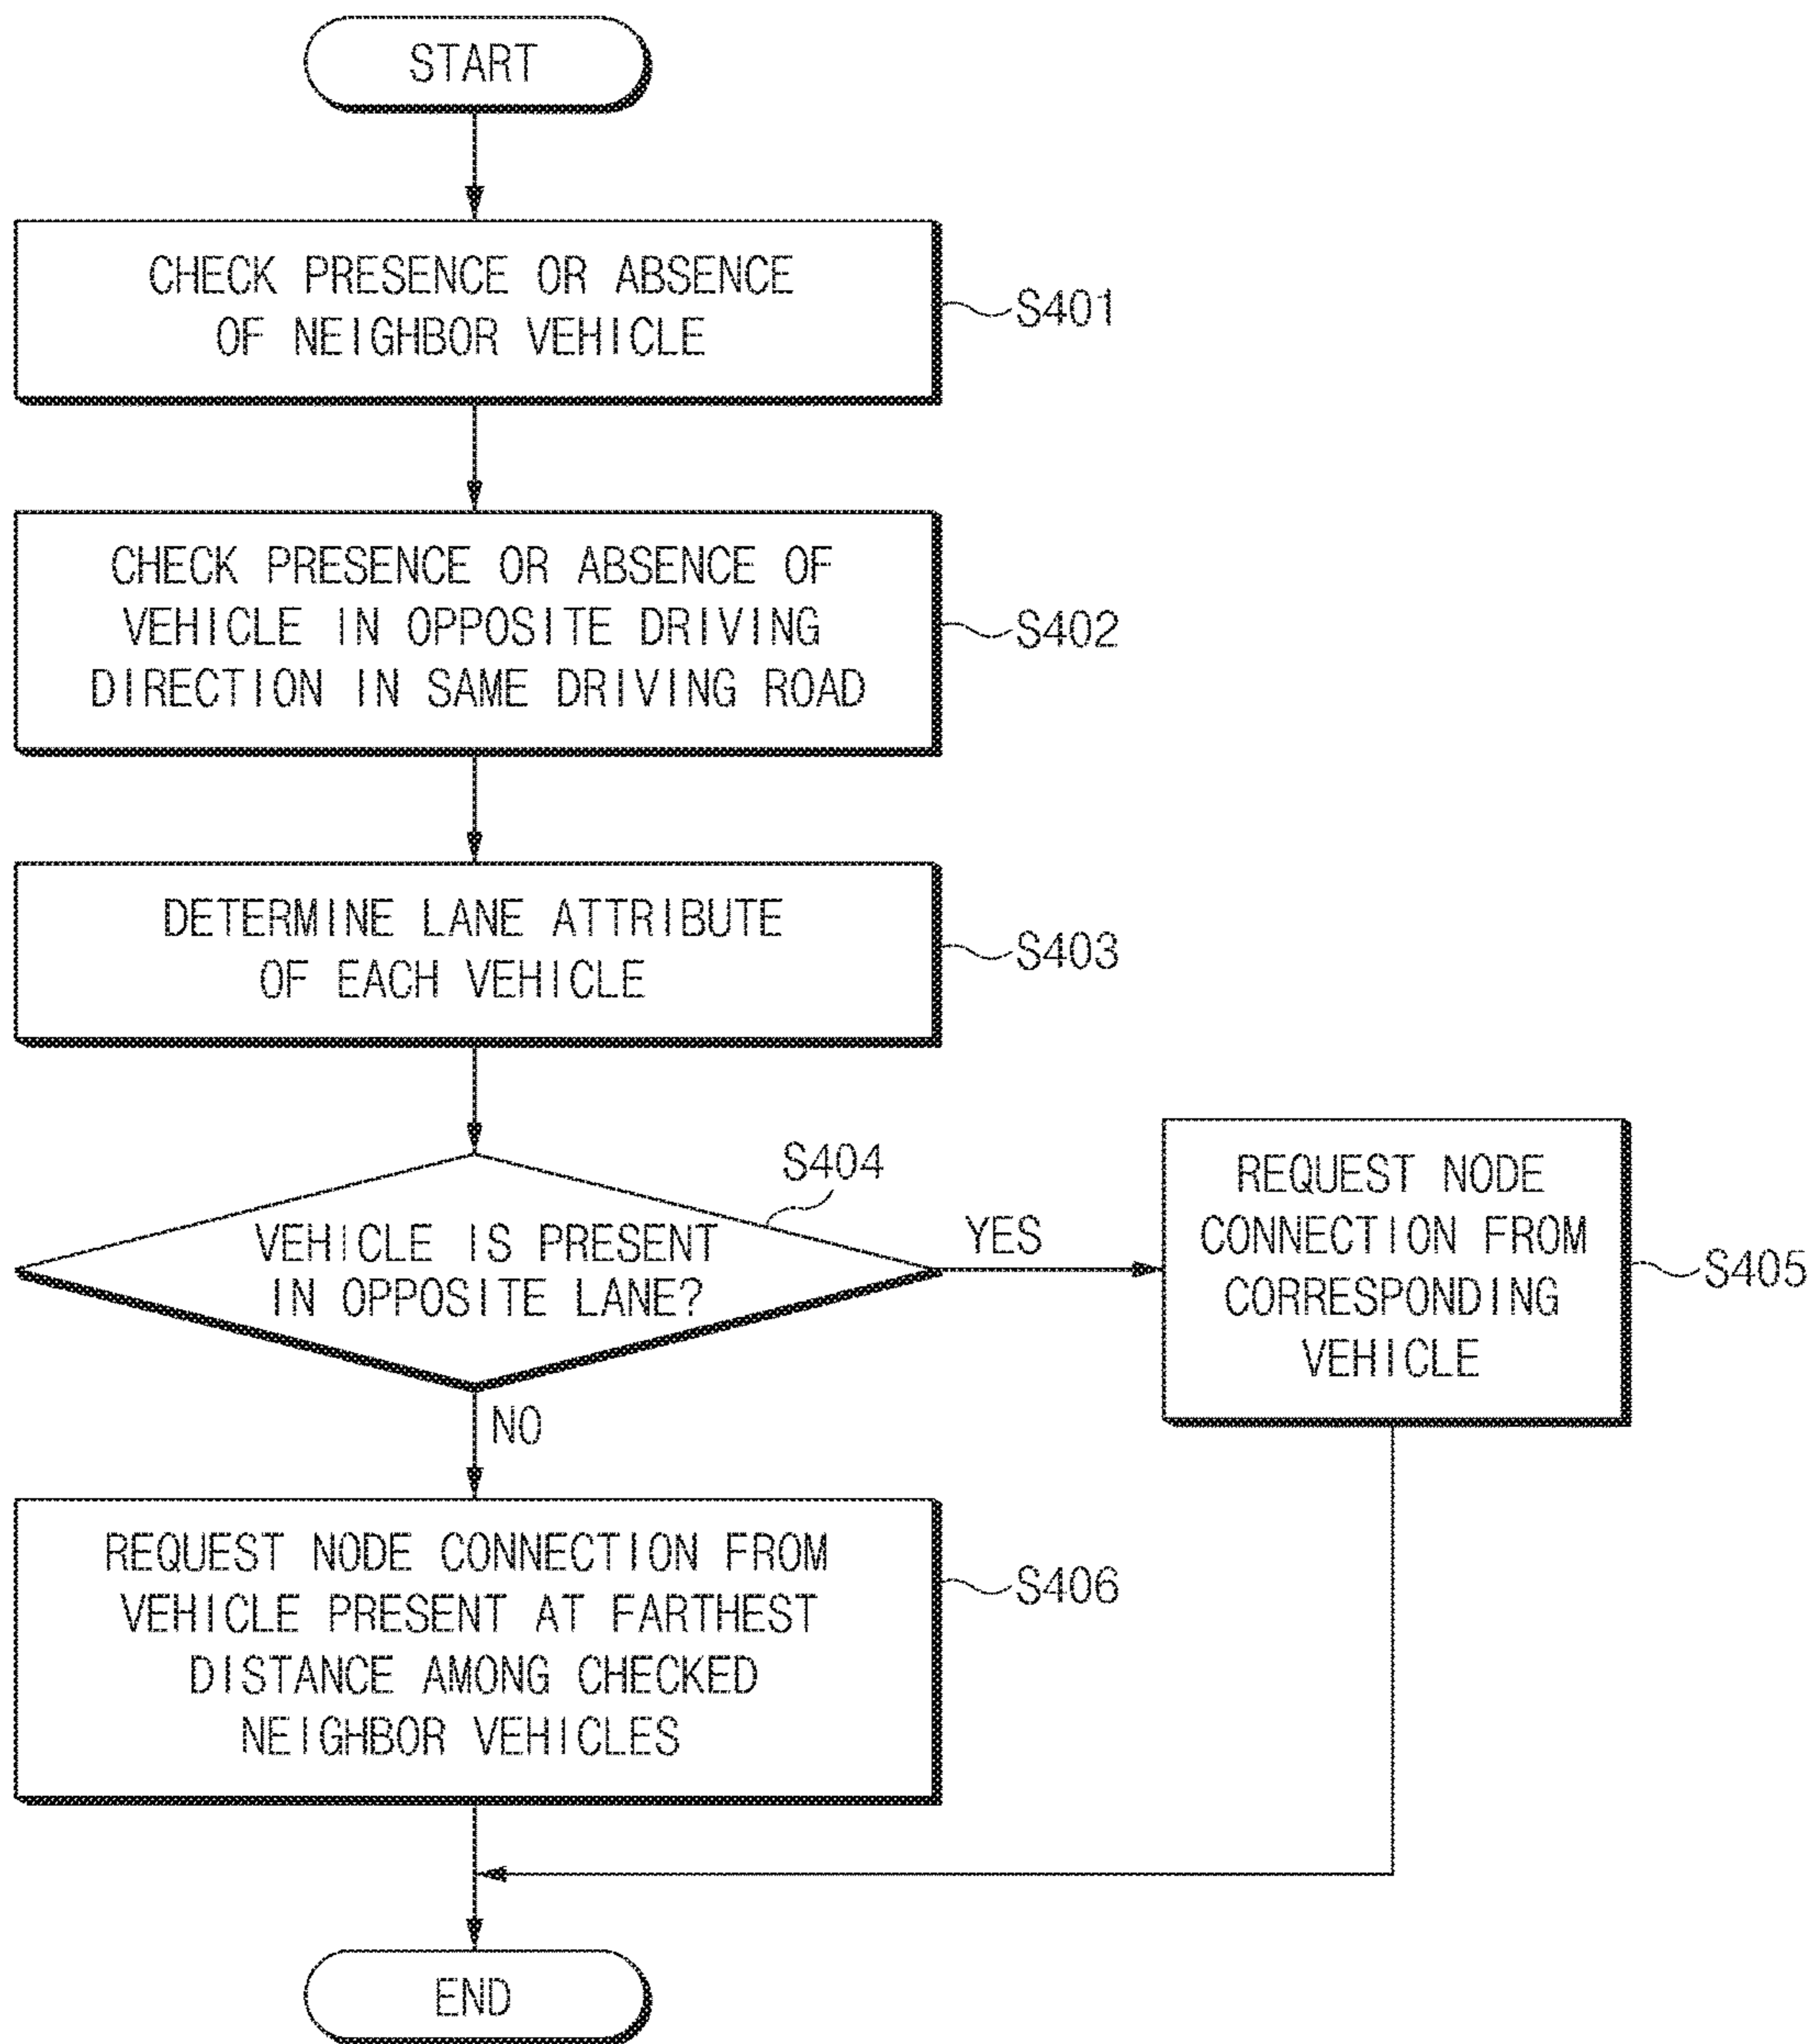 START
CHECK PRESENCE OR ABSENCE
OF NEIGHBOR VEHICLE
S401
CHECK PRESENCE OR ABSENCE OF
VEHICLE IN OPPOSITE DRIVING
DIRECTION IN SAME DRIVING ROAD
S402
DETERMINE LANE ATTRIBUTE
OF EACH VEHICLE
S403
S404
VEHICLE IS PRESENT
IN OPPOSITE LANE?
YES
REQUEST NODE
CONNECTION FROM
CORRESPONDING
VEHICLE
S405
NO
REQUEST NODE CONNECTION FROM
VEHICLE PRESENT AT FARTHEST
DISTANCE AMONG CHECKED
NEIGHBOR VEHICLES
S406
END